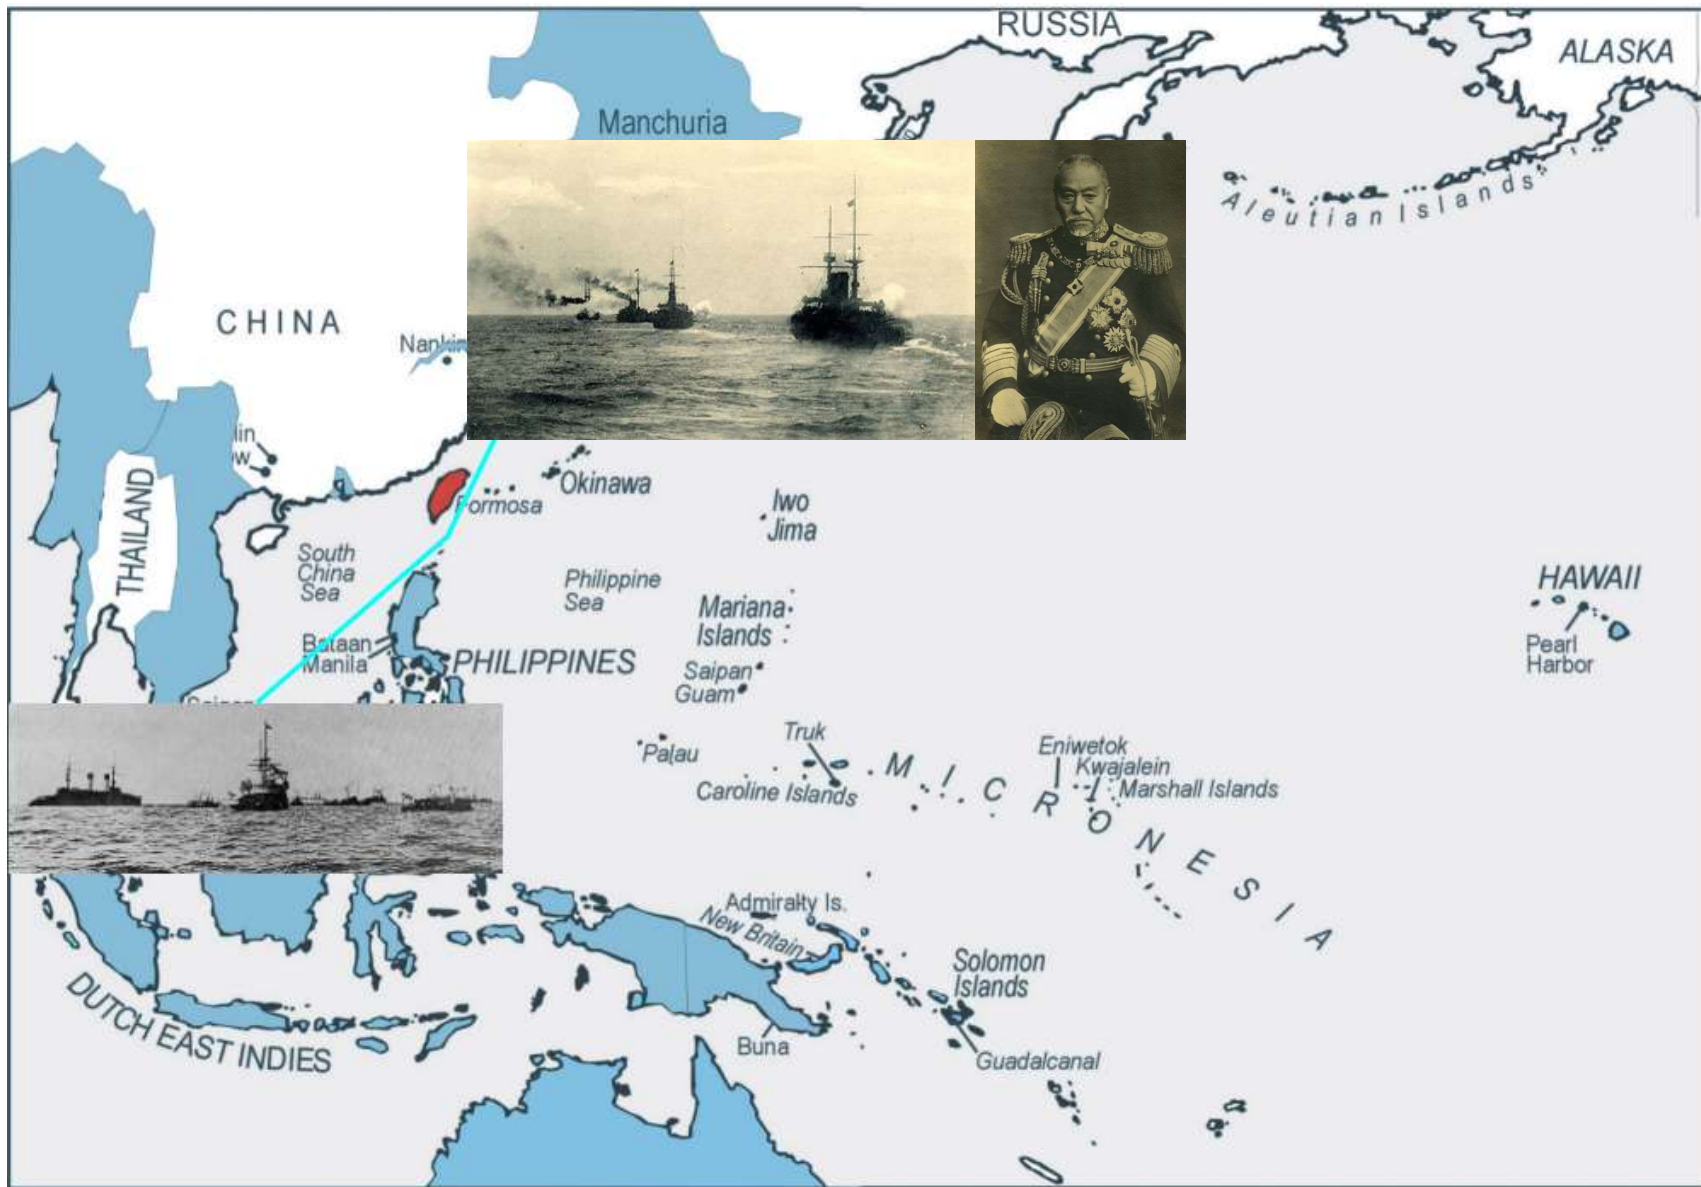 RUSSIA
ALASKA
Manchuria
Aleutian Islands
CHINA
THAILAND
Formosa
Okinawa
Iwo
Jima
South
China
Sea
Philippine
Sea
HAWAII
Pearl
Harbor
Mariana
Islands
Bataan
Manila
PHILIPPINES
Saipan
Guam
Truk
Palau
Caroline Islands
MICRONESIA
Eniwetok
Kwajalein
Marshall Islands
Admiralty Is.
New Britain
Solomon
Islands
DUTCH EAST INDIES
Buna
Guadalcanal